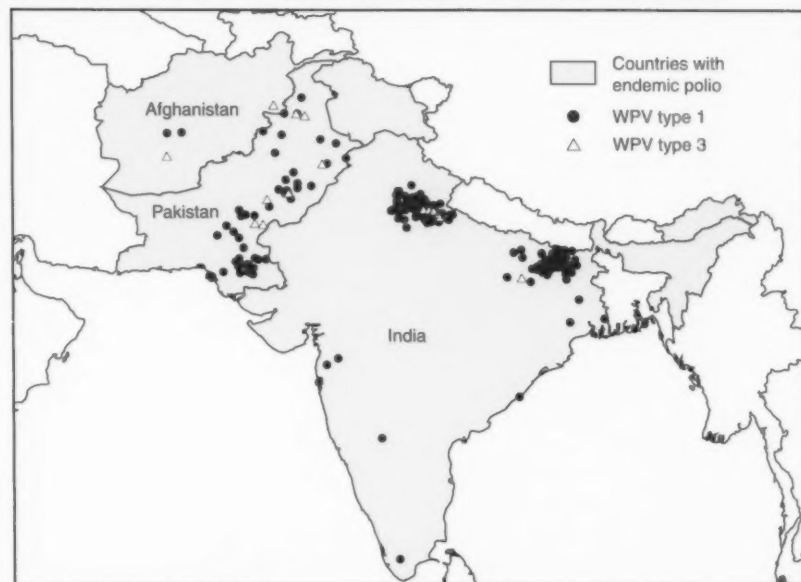 Countries with
endemic polio
Afghanistan
WPV type 1
WPV type 3
Pakistan
India